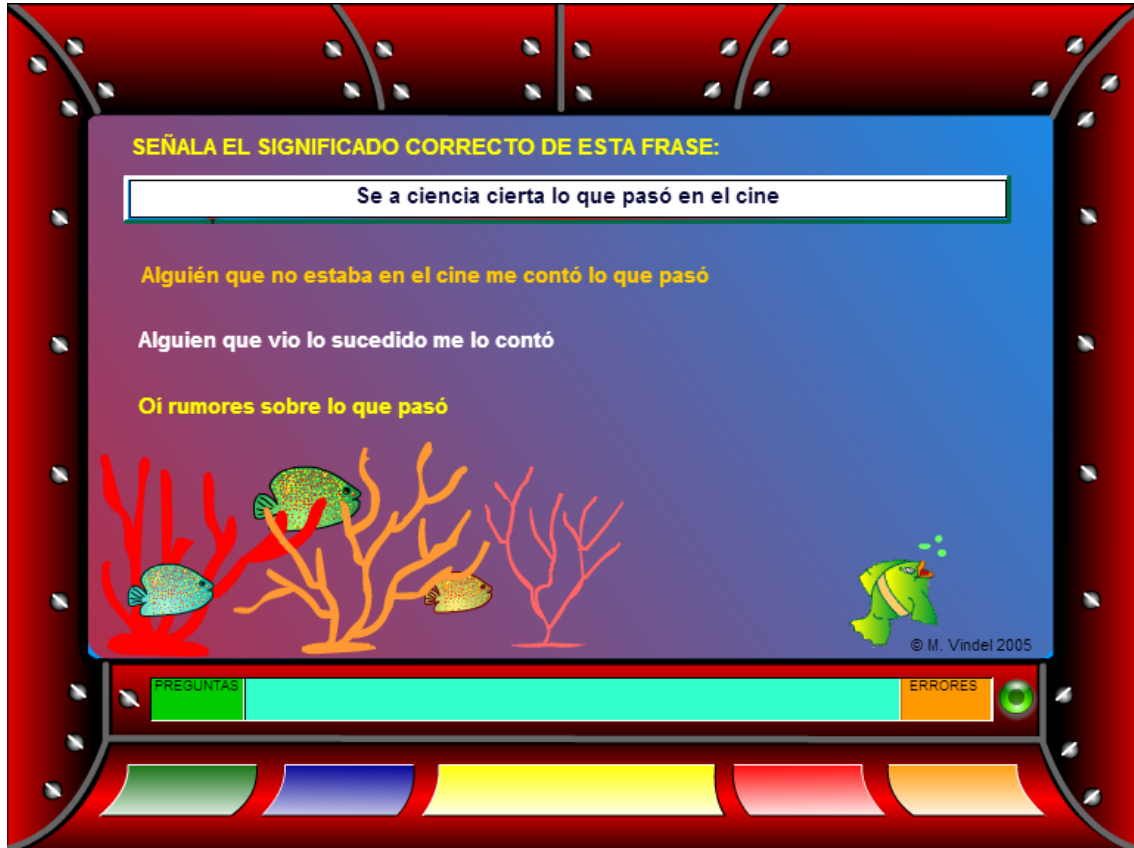 SEÑALA EL SIGNIFICADO CORRECTO DE ESTA FRASE:
Se a ciencia cierta lo que pasó en el cine
Alguién que no estaba en el cine me contó lo que pasó
Alguien que vio lo sucedido me lo contó
Oí rumores sobre lo que pasó
© M. Vindel 2005
PREGUNTAS
ERRORES